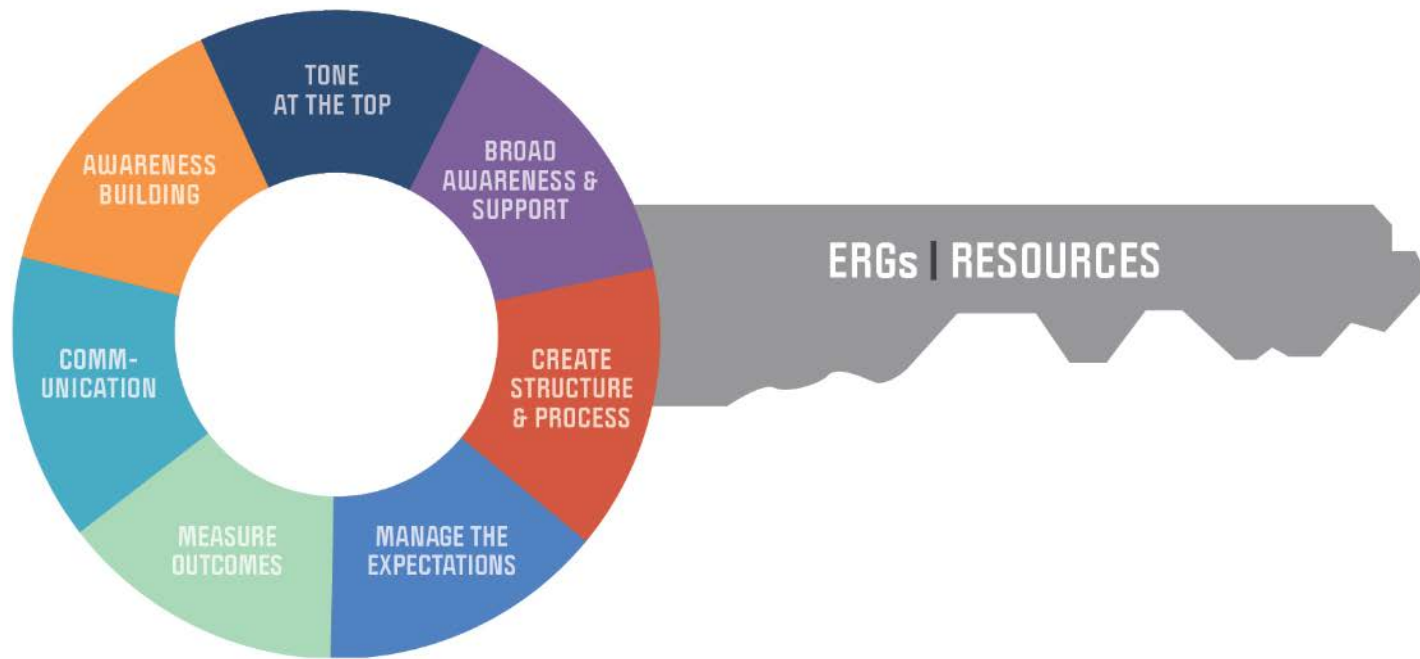 TONE
AT THE TOP
BROAD
AWARENESS &
SUPPORT
CREATE
STRUCTURE
& PROCESS
MANAGE THE
EXPECTATIONS
MEASURE
OUTCOMES
COMM-
UNICATION
AWARENESS
BUILDING
ERGs | RESOURCES